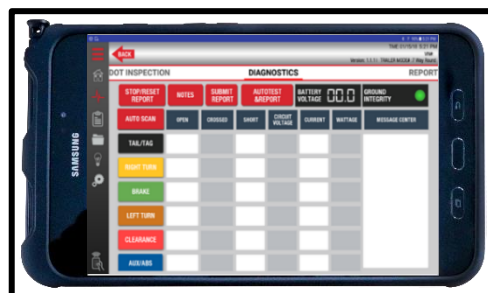 BACK
DOT INSPECTION DIAGNOSTICS REPORT
STOP/RESET REPORT NOTES SUBMIT REPORT AUTOTEST &REPORT BATTERY VOLTAGE 00.0 GROUND INTEGRITY
AUTO SCAN OPEN CROSSED SHORT CIRCUIT VOLTAGE CURRENT WATTAGE MESSAGE CENTER
TAIL/TAG
RIGHT TURN
BRAKE
LEFT TURN
CLEARANCE
AUX/ABS
SAMSUNG